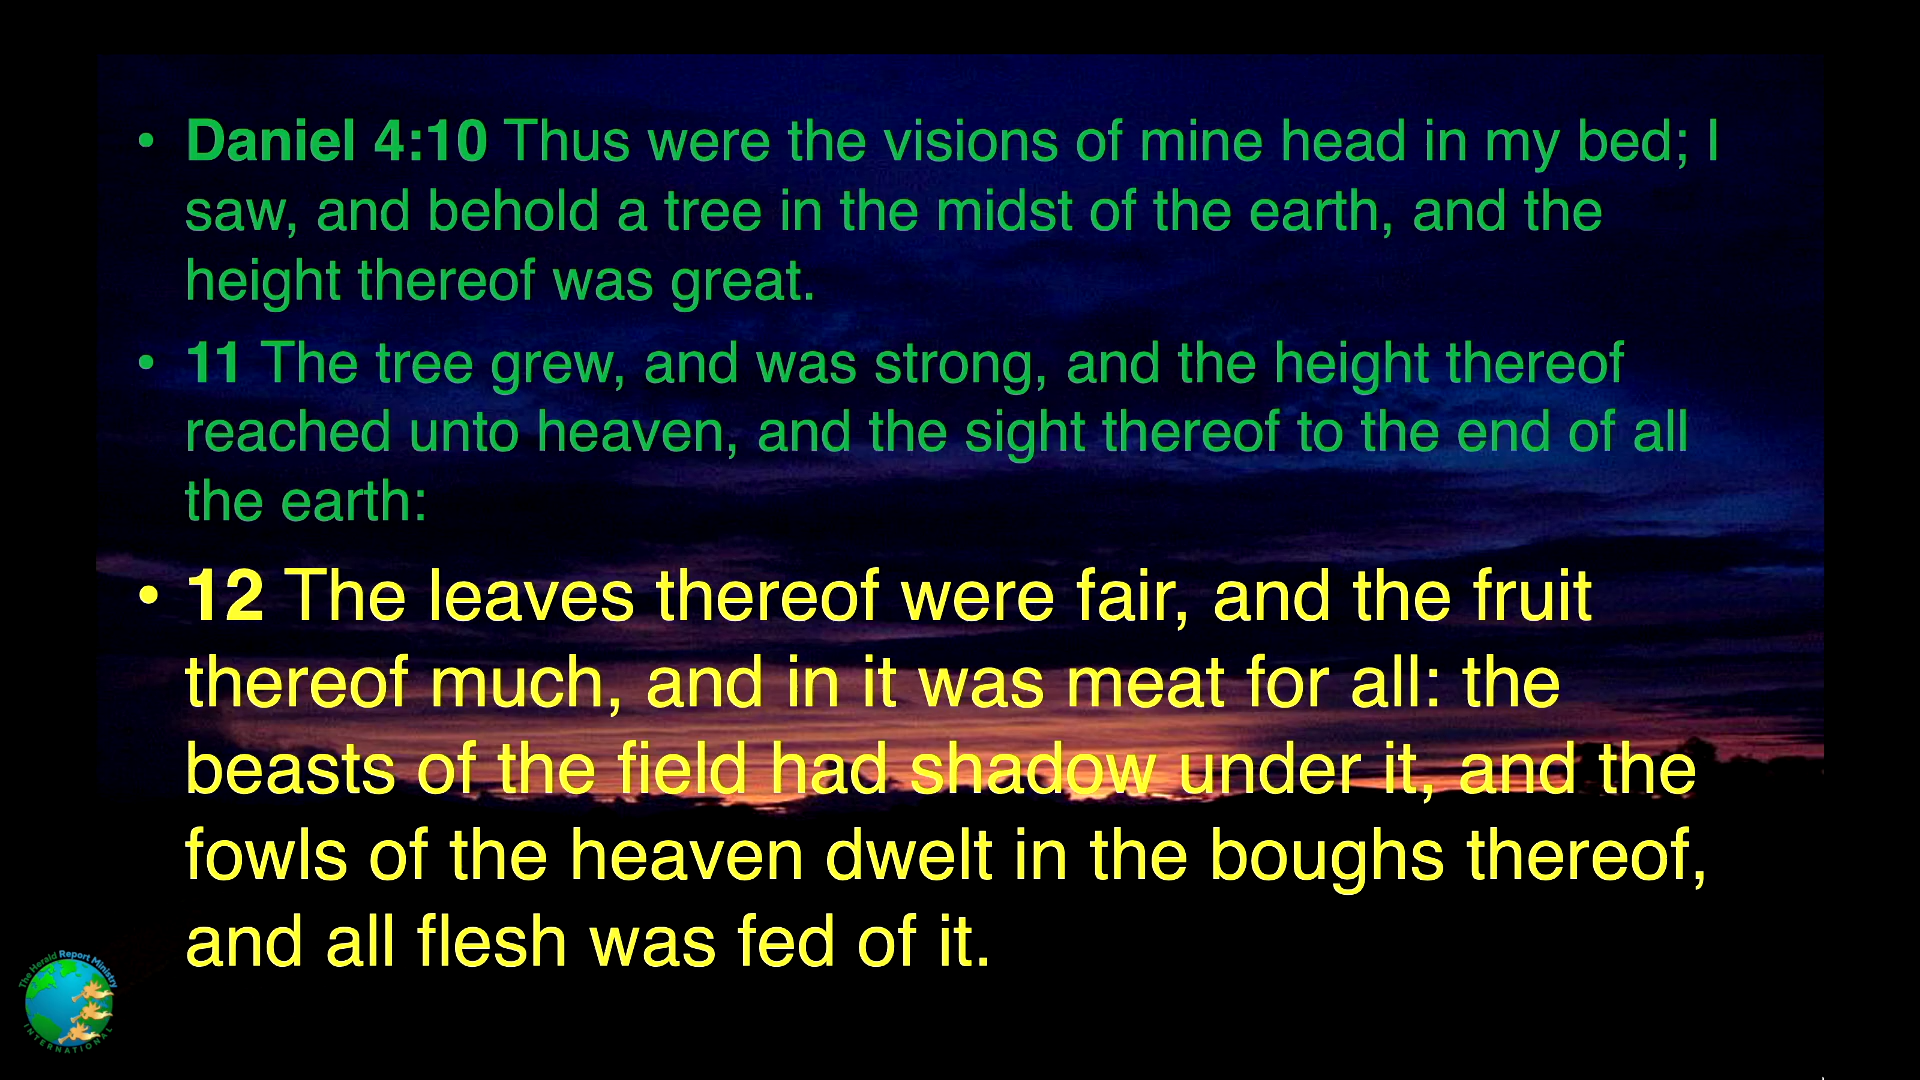 • Daniel 4:10 Thus were the visions of mine head in my bed; I
saw, and behold a tree in the midst of the earth, and the
height thereof was great.
• 11 The tree grew, and was strong, and the height thereof
reached unto heaven, and the sight thereof to the end of all
the earth:
• 12 The leaves thereof were fair, and the fruit
thereof much, and in it was meat for all: the
beasts of the field had shadow under it, and the
fowls of the heaven dwelt in the boughs thereof,
and all flesh was fed of it.
The Herald Report Ministry
INTERNATIONAL